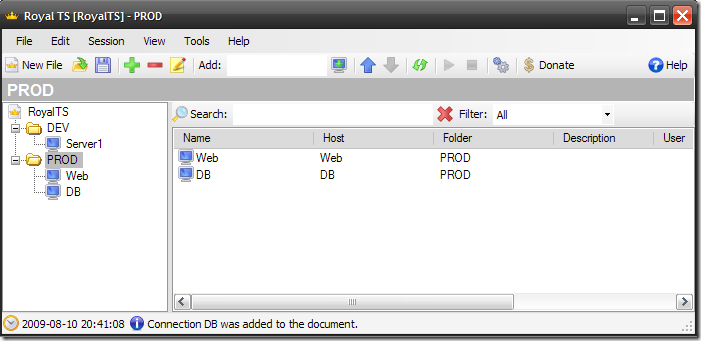 Royal TS [RoyalTS] - PROD
File Edit Session View Tools Help
New File Add: Donate Help
PROD
RoyalTS
DEV
Server1
PROD
Web
DB
Search: Filter: All
Name Host Folder Description User
Web Web PROD
DB DB PROD
2009-08-10 20:41:08 Connection DB was added to the document.